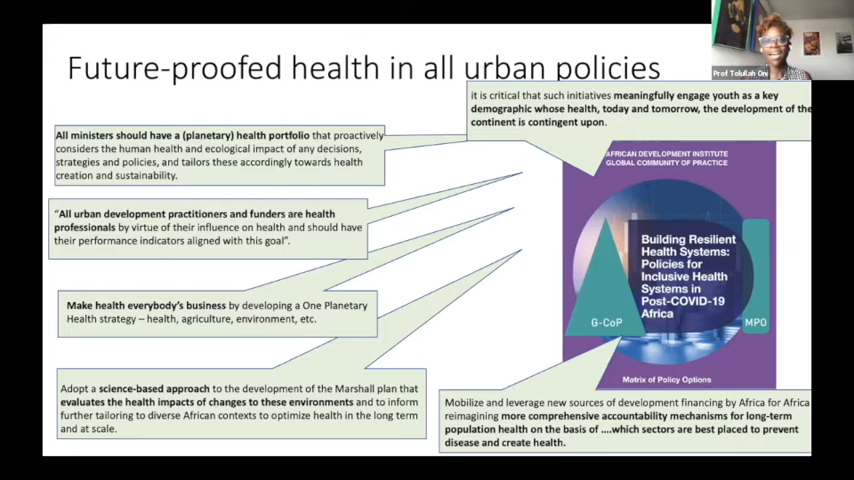 Future-proofed health in all urban policies
Prof Tolullah Oni
it is critical that such initiatives meaningfully engage youth as a key
demographic whose health, today and tomorrow, the development of the
continent is contingent upon.
All ministers should have a (planetary) health portfolio that proactively
considers the human health and ecological impact of any decisions,
strategies and policies, and tailors these accordingly towards health
creation and sustainability.
“All urban development practitioners and funders are health
professionals by virtue of their influence on health and should have
their performance indicators aligned with this goal”.
Make health everybody’s business by developing a One Planetary
Health strategy – health, agriculture, environment, etc.
Adopt a science-based approach to the development of the Marshall plan that
evaluates the health impacts of changes to these environments and to inform
further tailoring to diverse African contexts to optimize health in the long term
and at scale.
AFRICAN DEVELOPMENT INSTITUTE
GLOBAL COMMUNITY OF PRACTICE
Building Resilient
Health Systems:
Policies for
Inclusive Health
Systems in
Post-COVID-19
Africa
G-CoP
MPO
Matrix of Policy Options
Mobilize and leverage new sources of development financing by Africa for Africa
reimagining more comprehensive accountability mechanisms for long-term
population health on the basis of ....which sectors are best placed to prevent
disease and create health.